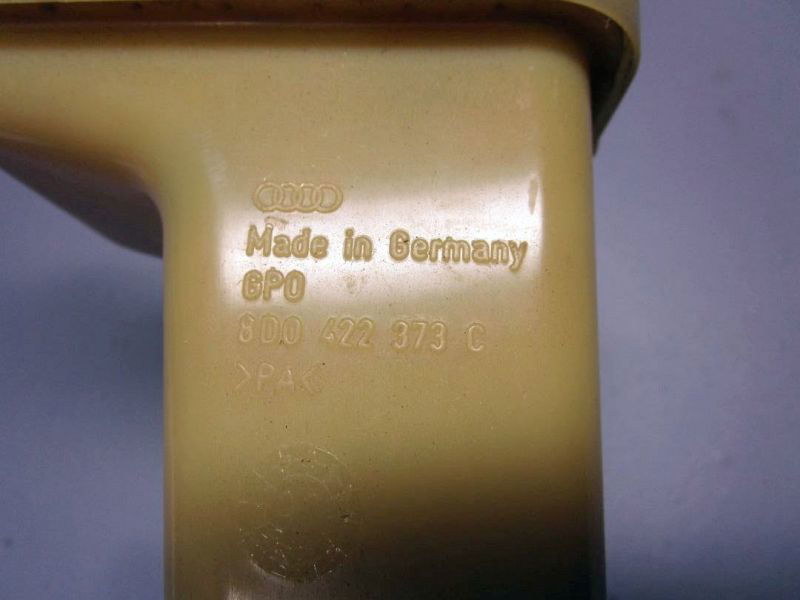 Made in Germany
GPO
8D0 422 373 C
>PA<